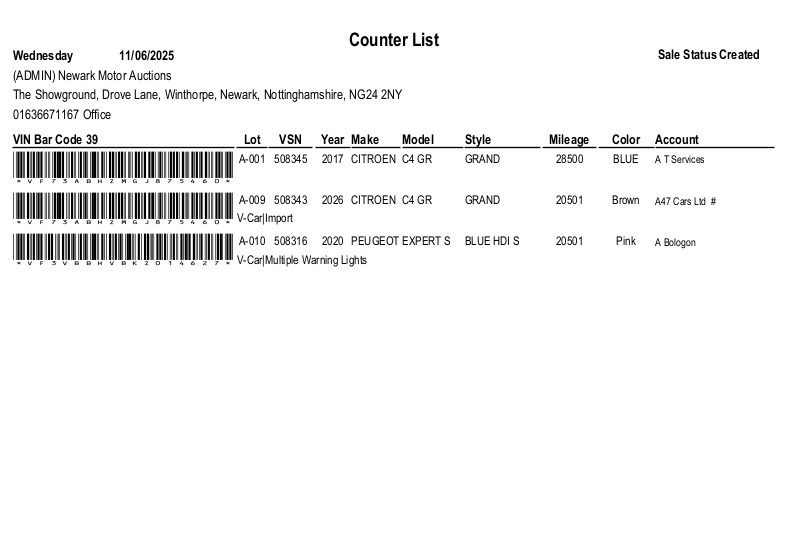 Counter List
Wednesday 11/06/2025 Sale Status Created
(ADMIN) Newark Motor Auctions
The Showground, Drove Lane, Winthorpe, Newark, Nottinghamshire, NG24 2NY
01636671167 Office
VIN Bar Code 39 Lot VSN Year Make Model Style Mileage Color Account
A-001 508345 2017 CITROEN C4 GR GRAND 28500 BLUE A T Services
*VF73ABHZMGJ875460*
A-009 508343 2026 CITROEN C4 GR GRAND 20501 Brown A47 Cars Ltd #
*VF73ABHZMGJ875460* V-Car|Import
A-010 508316 2020 PEUGEOT EXPERT S BLUE HDI S 20501 Pink A Bologon
*VF3VBBHVBKZ014627* V-Car|Multiple Warning Lights